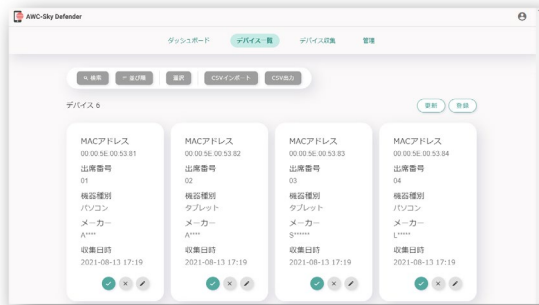 AWC-Sky Defender
ダッシュボード デバイス一覧 デバイス収集 管理
検索 並び替 選択 CSVインポート CSV出力
デバイス 6
更新 登録
MACアドレス MACアドレス MACアドレス MACアドレス
00:00:5E:00:53:81 00:00:5E:00:53:82 00:00:5E:00:53:83 00:00:5E:00:53:84
出席番号 出席番号 出席番号 出席番号
01 02 03 04
機器種別 機器種別 機器種別 機器種別
パソコン タブレット タブレット パソコン
メーカー メーカー メーカー メーカー
A**** A**** S****** L*****
収集日時 収集日時 収集日時 収集日時
2021-08-13 17:19 2021-08-13 17:19 2021-08-13 17:19 2021-08-13 17:19